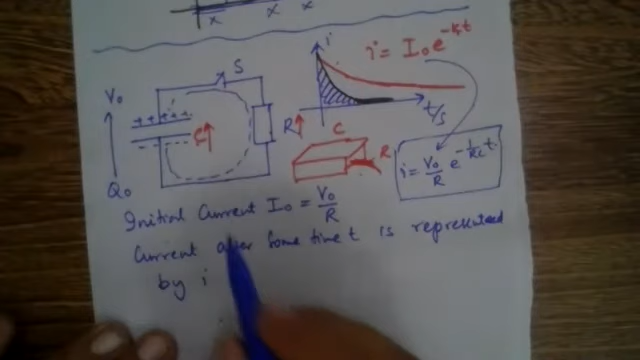 x x x
S
i
i = I₀e^-kt
V₀
+ + + + +
C
R
t/s
Q₀
C
R
i = V₀/R e^-1/RC t
Initial Current I₀ = V₀/R
Current after some time t is represented
by i